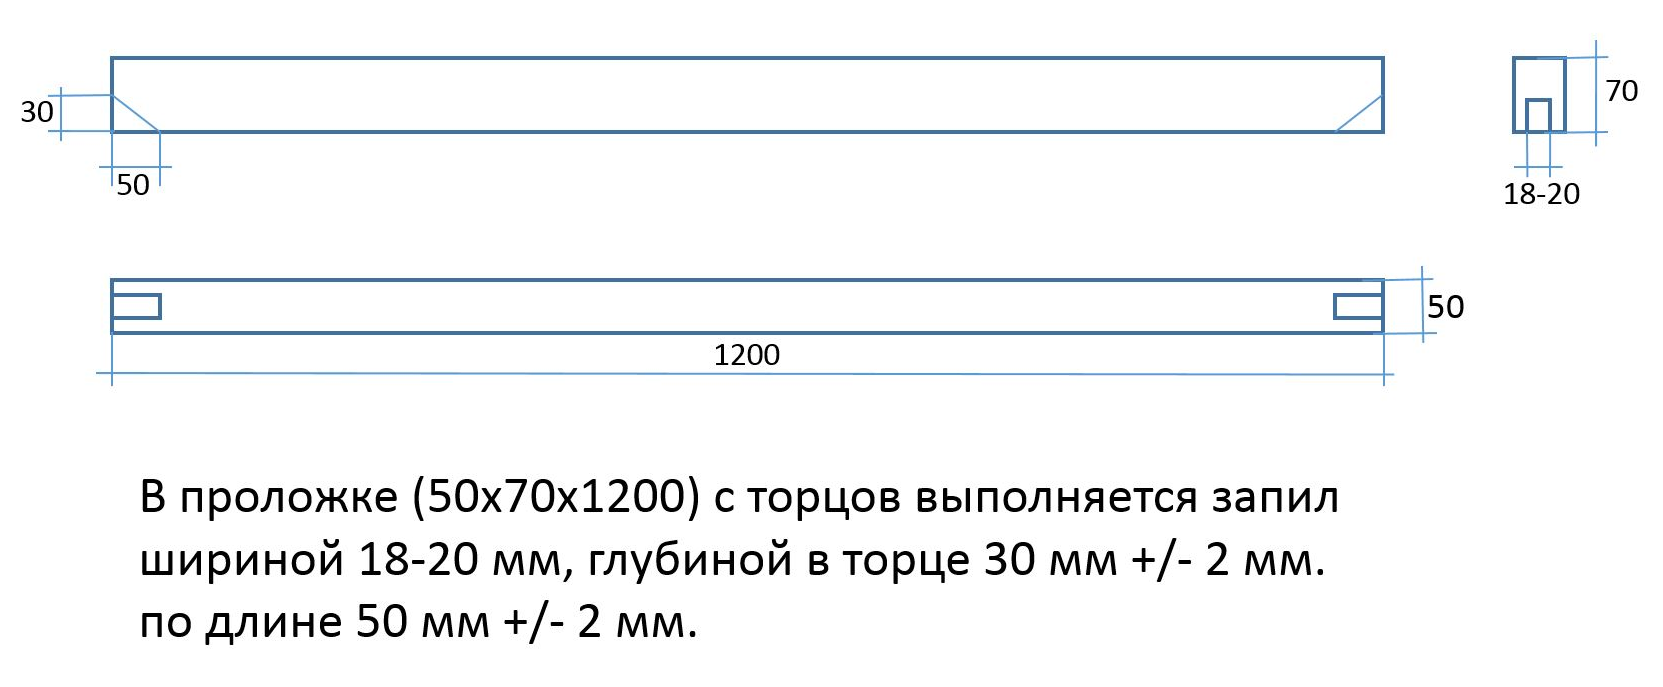 30
50
70
18-20
50
1200
В проложке (50х70х1200) с торцов выполняется запил
шириной 18-20 мм, глубиной в торце 30 мм +/- 2 мм.
по длине 50 мм +/- 2 мм.